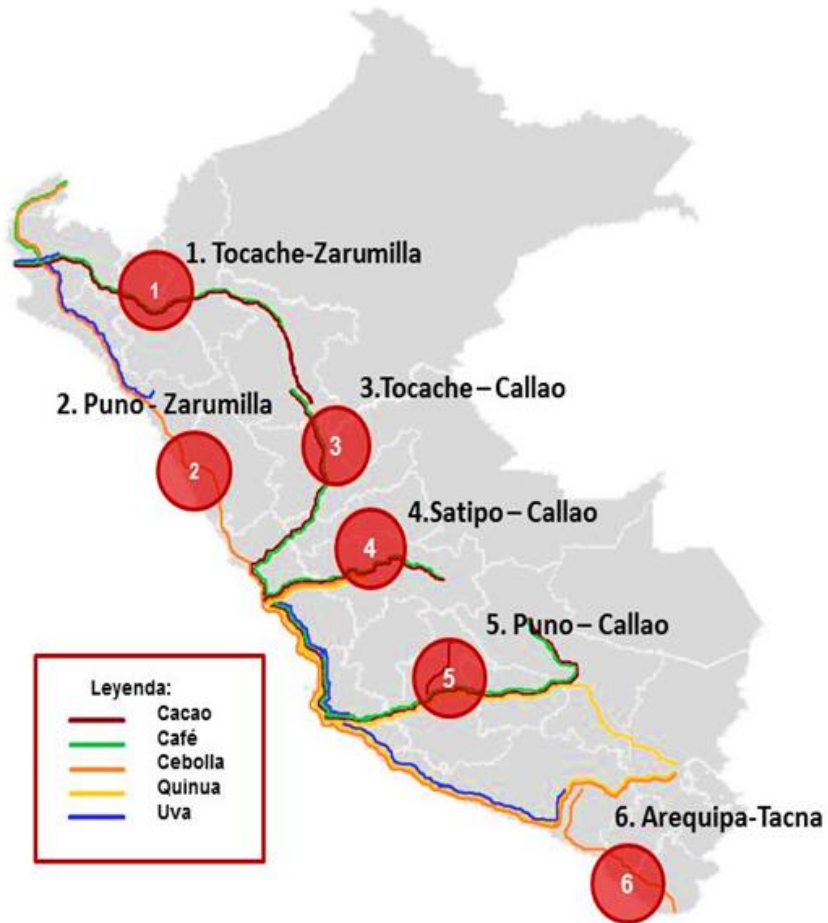 1. Tocache-Zarumilla
1
3.Tocache – Callao
2. Puno - Zarumilla
3
2
4.Satipo – Callao
4
5. Puno – Callao
5
Leyenda:
Cacao
Café
Cebolla
Quinua
Uva
6. Arequipa-Tacna
6